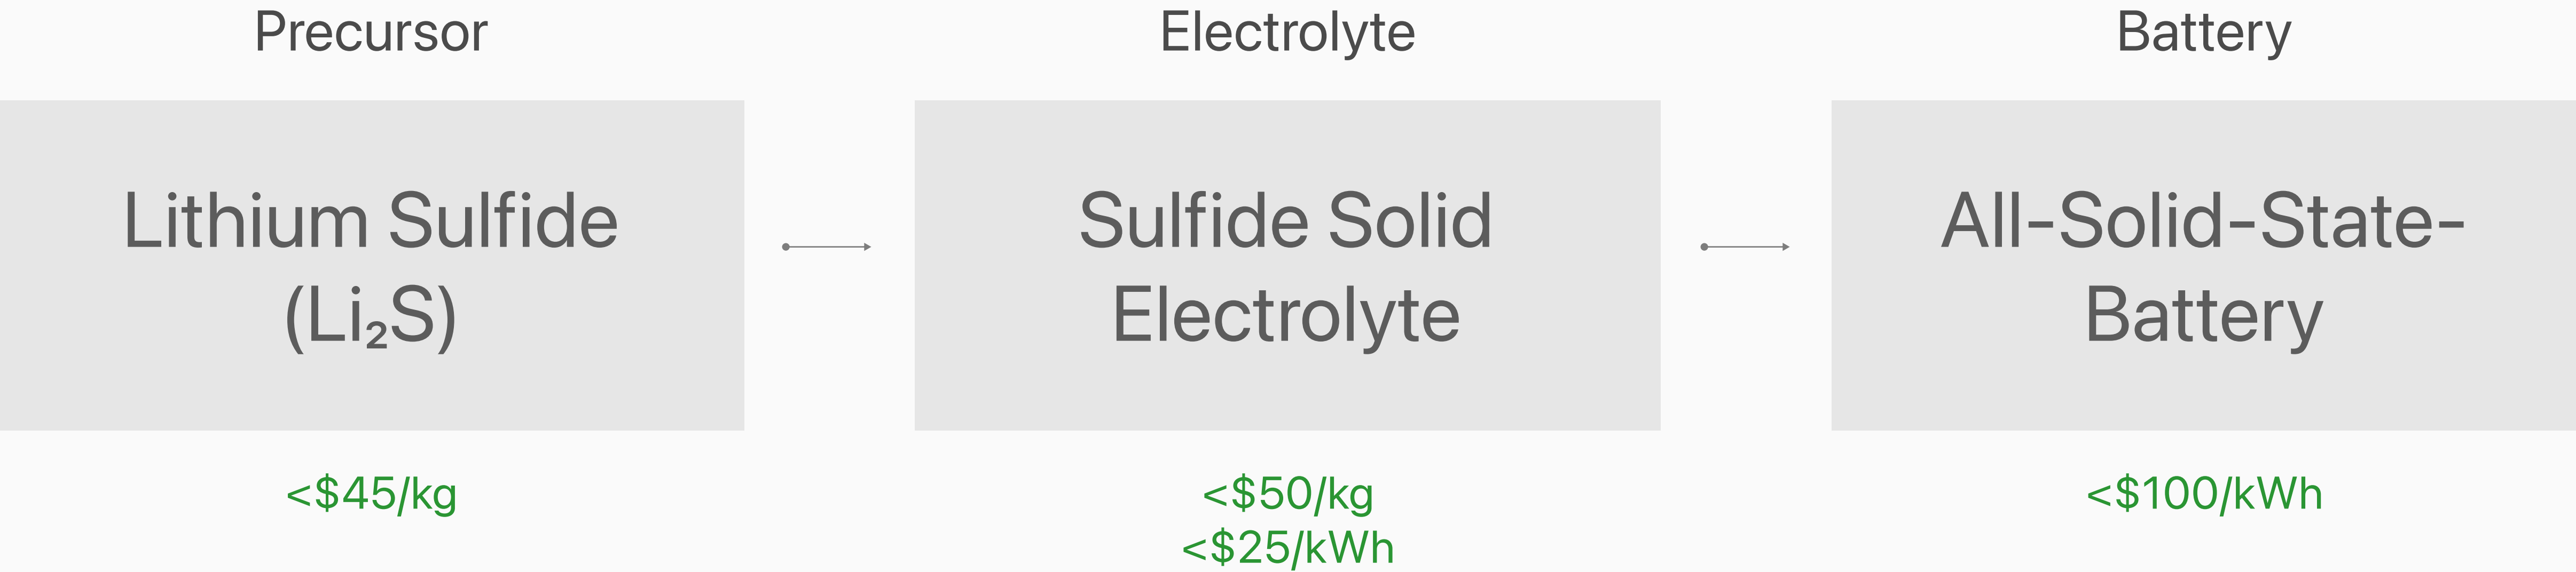 Precursor
Electrolyte
Battery
Lithium Sulfide
(Li₂S)
Sulfide Solid
Electrolyte
All-Solid-State-
Battery
<$45/kg
<$50/kg
<$25/kWh
<$100/kWh